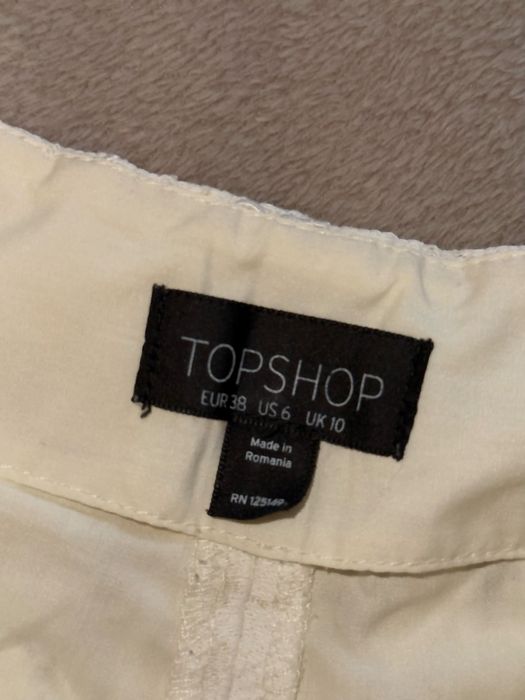 TOPSHOP
EUR 38 US 6 UK 10
Made in
Romania
RN 125149